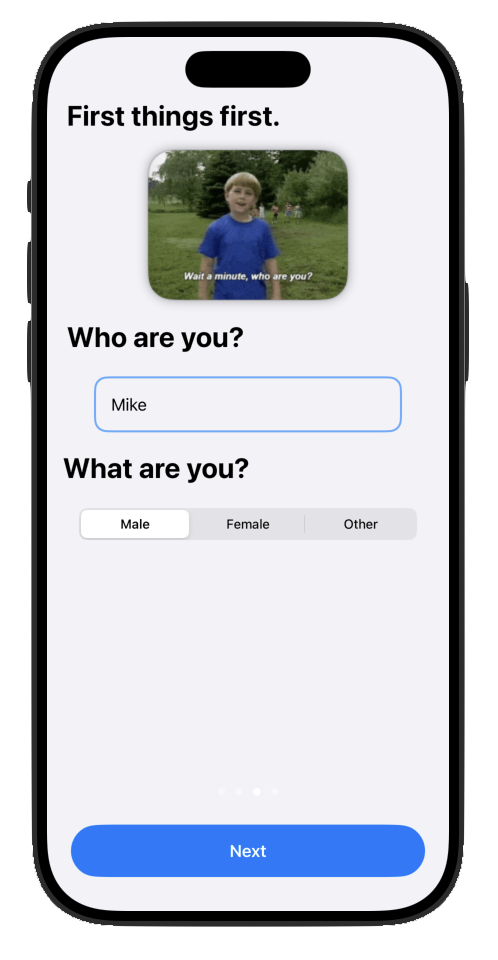 First things first.
Wait a minute, who are you?
Who are you?
Mike
What are you?
Male Female Other
Next